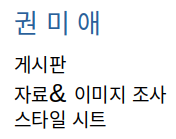 권 미 애
게시판
자료& 이미지 조사
스타일 시트